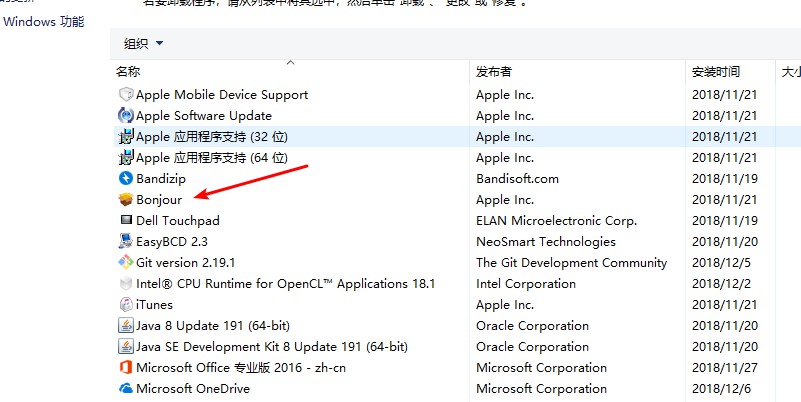 Windows 功能
组织
名称 发布者 安装时间 大小
Apple Mobile Device Support Apple Inc. 2018/11/21
Apple Software Update Apple Inc. 2018/11/21
Apple 应用程序支持 (32 位) Apple Inc. 2018/11/21
Apple 应用程序支持 (64 位) Apple Inc. 2018/11/21
Bandizip Bandisoft.com 2018/11/19
Bonjour Apple Inc. 2018/11/21
Dell Touchpad ELAN Microelectronic Corp. 2018/11/19
EasyBCD 2.3 NeoSmart Technologies 2018/11/20
Git version 2.19.1 The Git Development Community 2018/12/5
Intel® CPU Runtime for OpenCL™ Applications 18.1 Intel Corporation 2018/12/2
iTunes Apple Inc. 2018/11/21
Java 8 Update 191 (64-bit) Oracle Corporation 2018/11/20
Java SE Development Kit 8 Update 191 (64-bit) Oracle Corporation 2018/11/20
Microsoft Office 专业版 2016 - zh-cn Microsoft Corporation 2018/11/27
Microsoft OneDrive Microsoft Corporation 2018/12/6